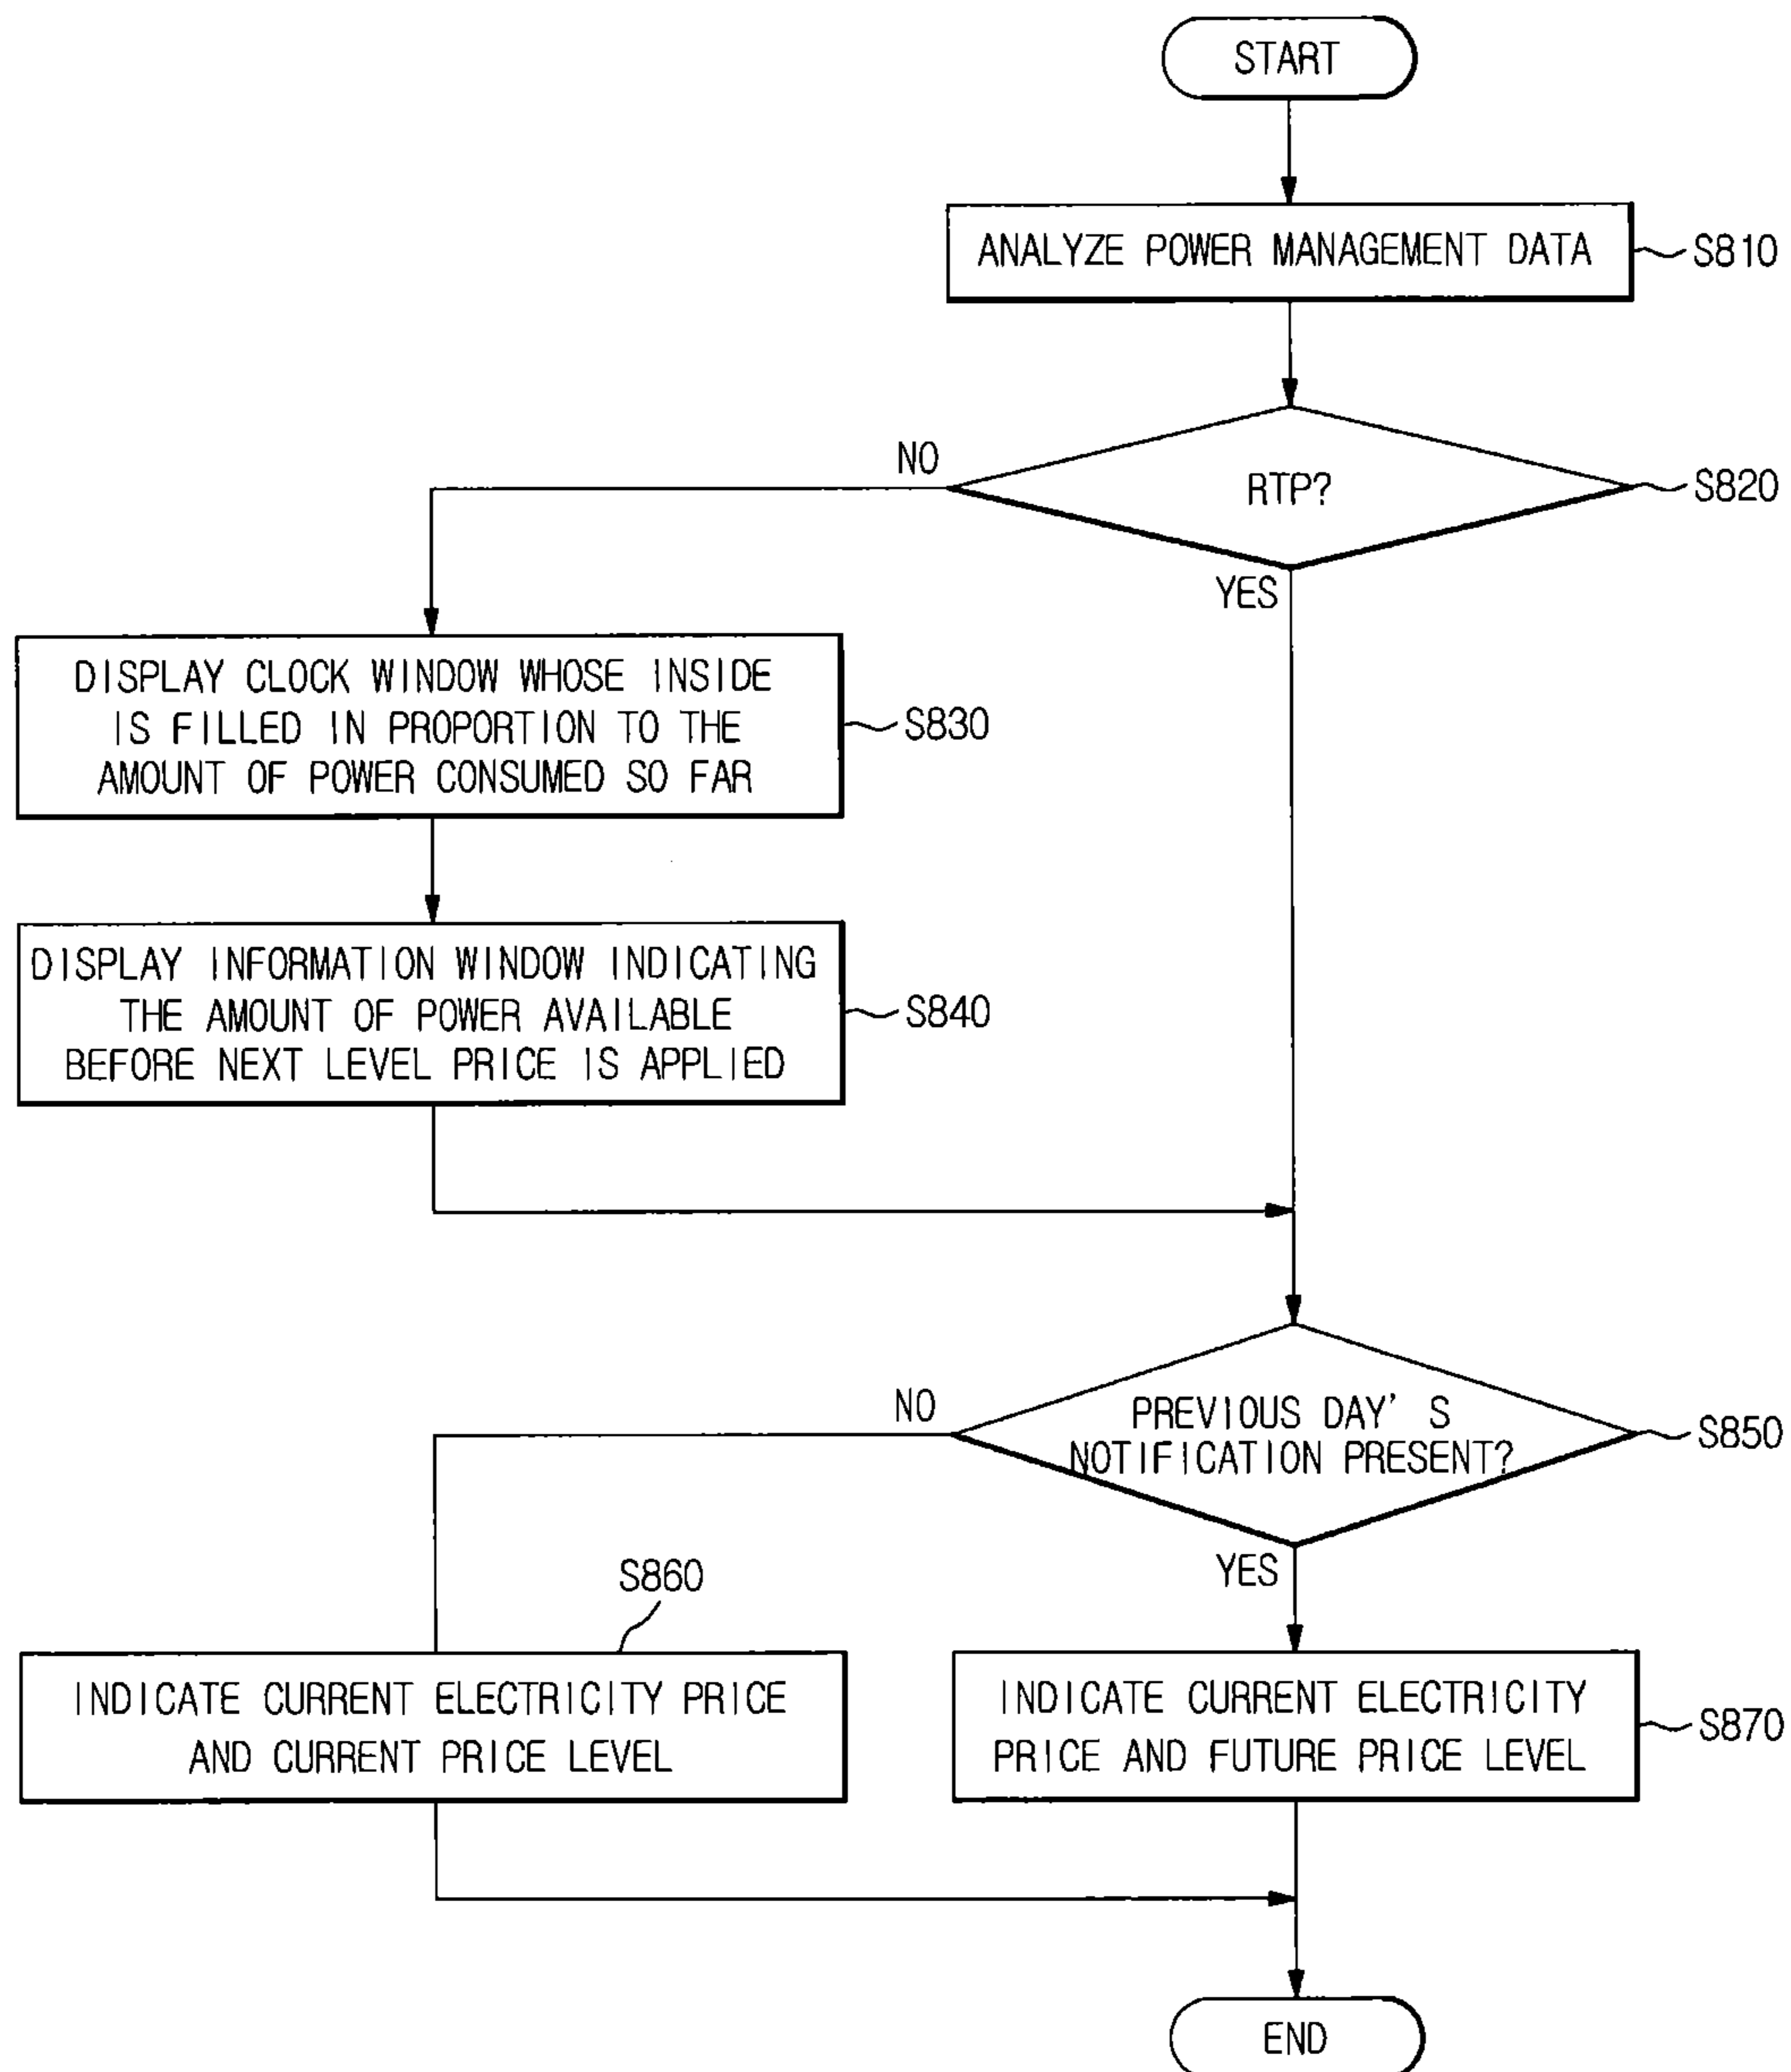 START
ANALYZE POWER MANAGEMENT DATA
S810
NO
RTP?
S820
YES
DISPLAY CLOCK WINDOW WHOSE INSIDE
IS FILLED IN PROPORTION TO THE
AMOUNT OF POWER CONSUMED SO FAR
S830
DISPLAY INFORMATION WINDOW INDICATING
THE AMOUNT OF POWER AVAILABLE
BEFORE NEXT LEVEL PRICE IS APPLIED
S840
NO
PREVIOUS DAY' S
NOTIFICATION PRESENT?
S850
YES
S860
INDICATE CURRENT ELECTRICITY PRICE
AND CURRENT PRICE LEVEL
INDICATE CURRENT ELECTRICITY
PRICE AND FUTURE PRICE LEVEL
S870
END